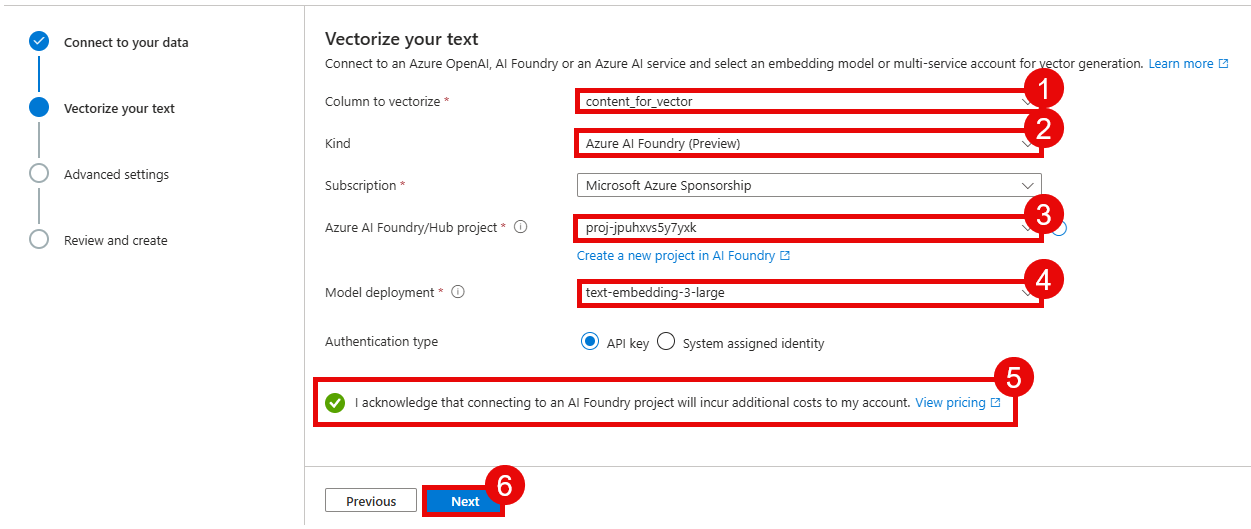 Connect to your data
Vectorize your text
Advanced settings
Review and create
Vectorize your text
Connect to an Azure OpenAI, AI Foundry or an Azure AI service and select an embedding model or multi-service account for vector generation. Learn more
Column to vectorize * content_for_vector 1
Kind Azure AI Foundry (Preview) 2
Subscription * Microsoft Azure Sponsorship
Azure AI Foundry/Hub project * proj-jpuhxvs5y7yxk 3
Create a new project in AI Foundry
Model deployment * text-embedding-3-large 4
Authentication type API key System assigned identity
I acknowledge that connecting to an AI Foundry project will incur additional costs to my account. View pricing 5
Previous Next 6